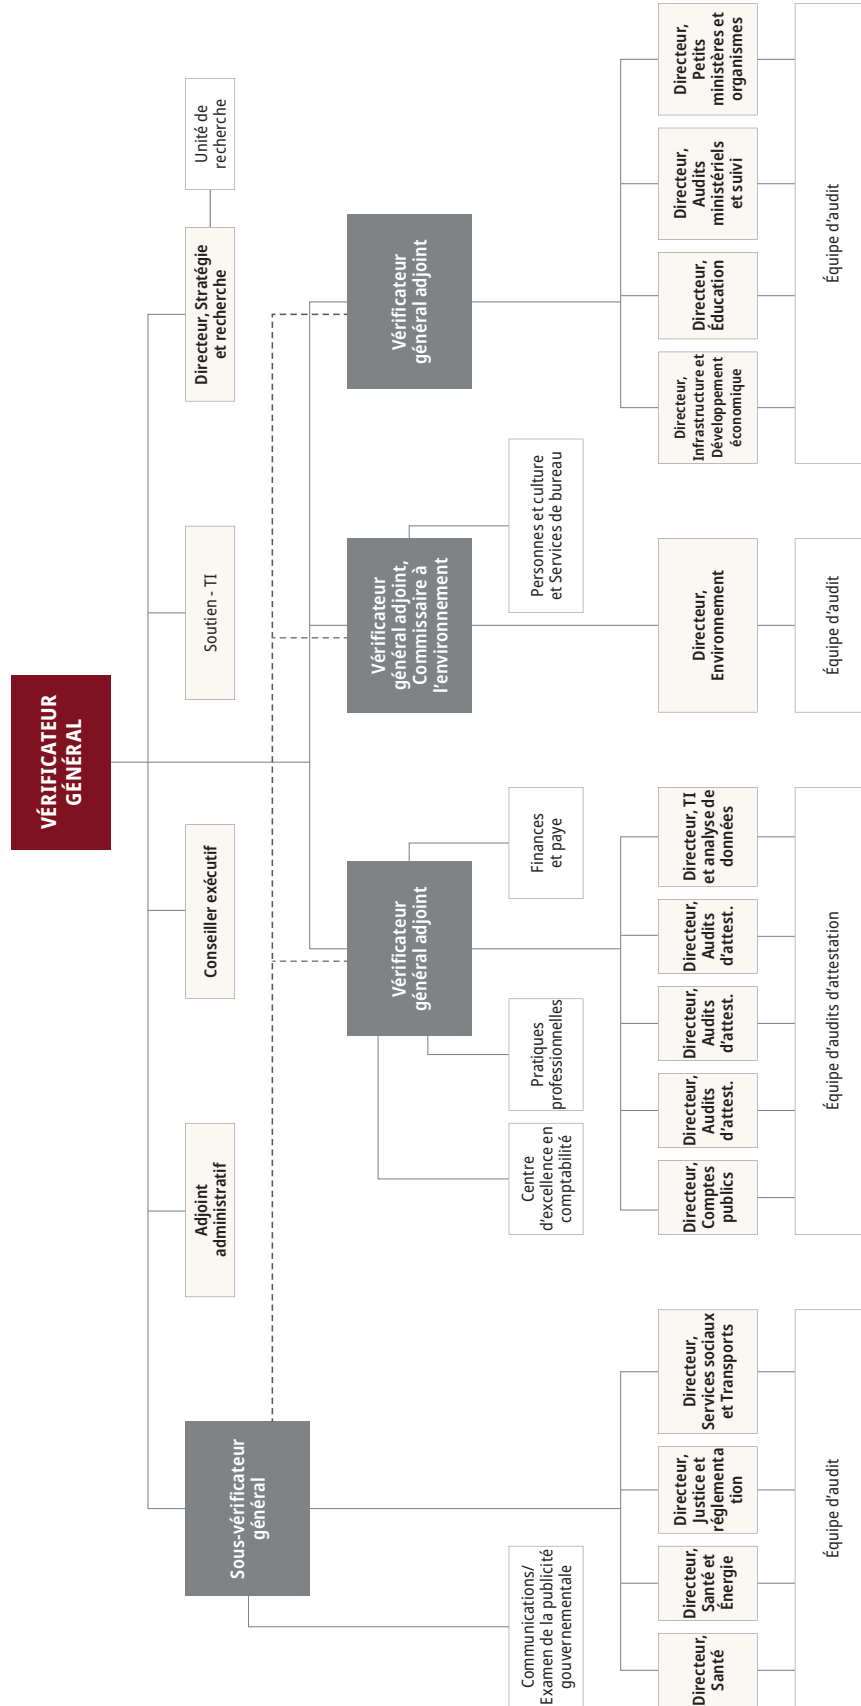 VÉRIFICATEUR
GÉNÉRAL
Sous-vérificateur
général
Adjoint
administratif
Conseiller exécutif
Soutien - TI
Directeur, Stratégie
et recherche
Unité de
recherche
Vérificateur
général adjoint
Vérificateur
général adjoint,
Commissaire à
l’environnement
Vérificateur
général adjoint
Communications/
Examen de la publicité
gouvernementale
Centre
d’excellence en
comptabilité
Pratiques
professionnelles
Finances
et paye
Personnes et culture
et Services de bureau
Directeur,
Santé
Directeur,
Santé et
Énergie
Directeur,
Justice et
réglementa
tion
Directeur,
Services sociaux
et Transports
Directeur,
Comptes
publics
Directeur,
Audits
d’attest.
Directeur,
Audits
d’attest.
Directeur,
Audits
d’attest.
Directeur, TI
et analyse de
données
Directeur,
Environnement
Directeur,
Infrastructure et
Développement
économique
Directeur,
Éducation
Directeur,
Audits
ministériels
et suivi
Directeur,
Petits
ministères et
organismes
Équipe d’audit
Équipe d’audits d’attestation
Équipe d’audit
Équipe d’audit